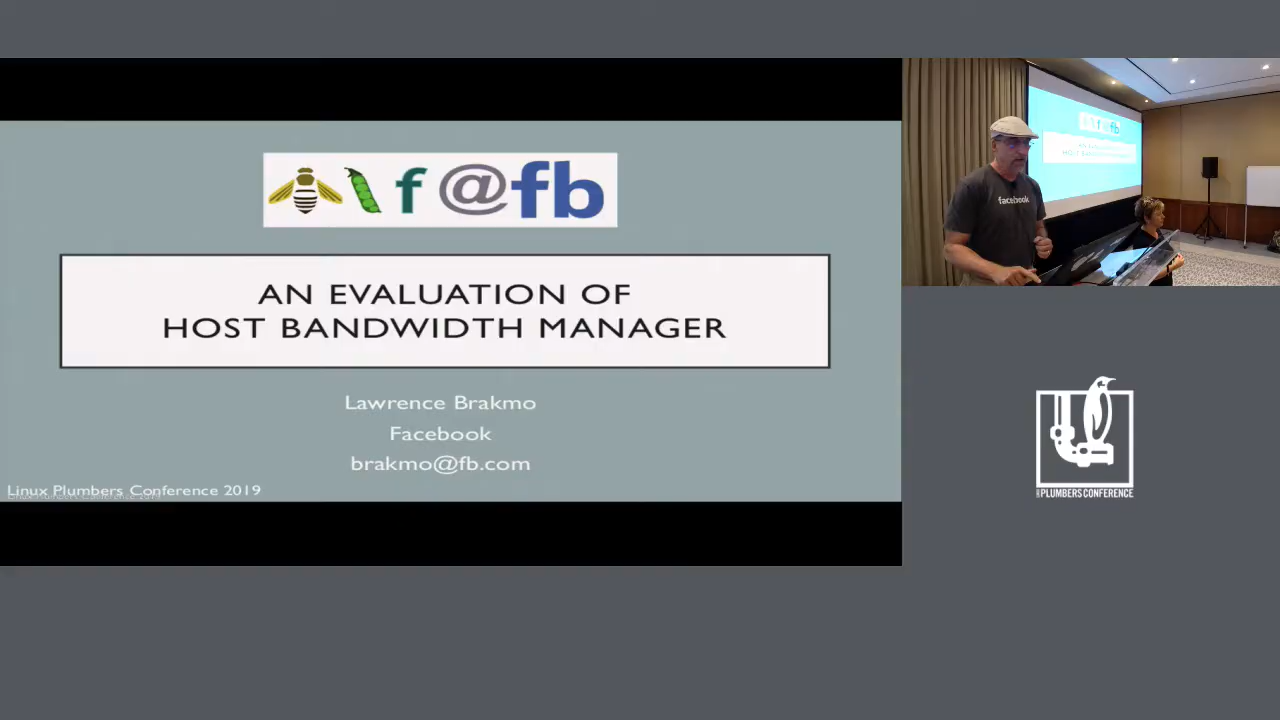 f@fb
AN EVALUATION OF
HOST BANDWIDTH MANAGER
Lawrence Brakmo
Facebook
brakmo@fb.com
Linux Plumbers Conference 2019
facebook
PLUMBERS CONFERENCE